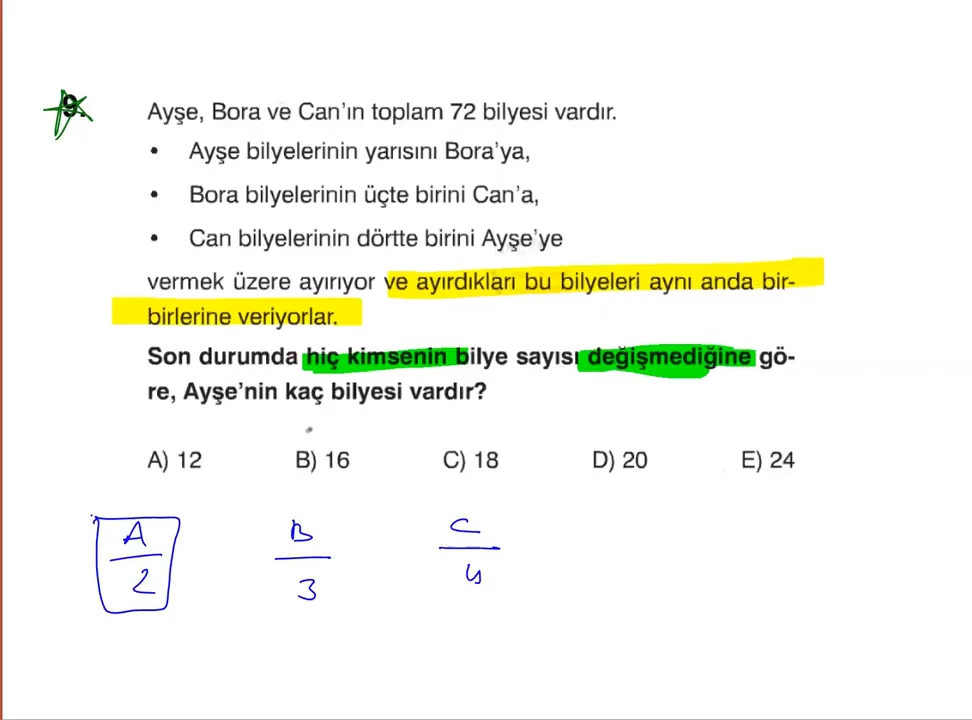 9.
Ayşe, Bora ve Can'ın toplam 72 bilyesi vardır.
• Ayşe bilyelerinin yarısını Bora'ya,
• Bora bilyelerinin üçte birini Can'a,
• Can bilyelerinin dörtte birini Ayşe'ye
vermek üzere ayırıyor ve ayırdıkları bu bilyeleri aynı anda bir-
birlerine veriyorlar.
Son durumda hiç kimsenin bilye sayısı değişmediğine gö-
re, Ayşe'nin kaç bilyesi vardır?
A) 12 B) 16 C) 18 D) 20 E) 24
A B C
2 3 4